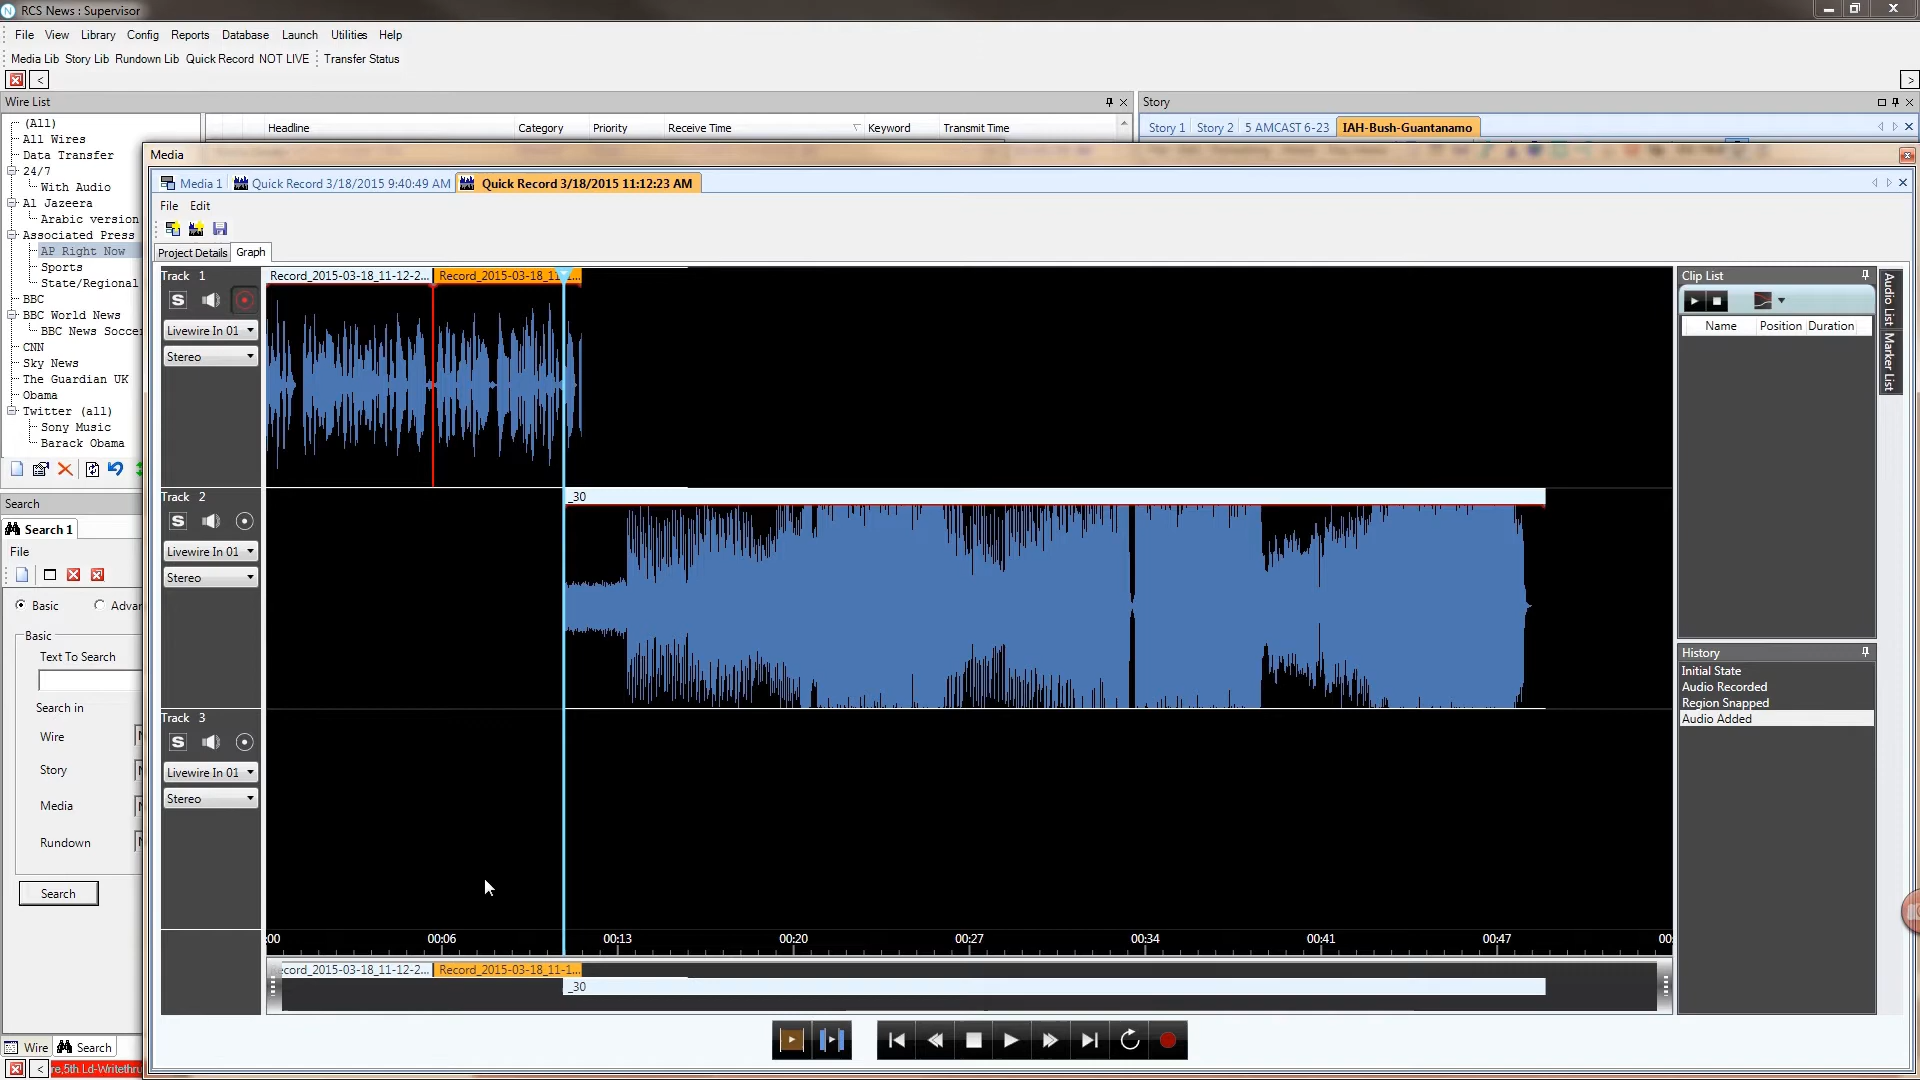 RCS News : Supervisor
File View Library Config Reports Database Launch Utilities Help
Media Lib Story Lib Rundown Lib Quick Record NOT LIVE Transfer Status
Wire List
Story
(All)
All Wires
Data Transfer
24/7
With Audio
Al Jazeera
Arabic version
Associated Press
AP Right Now
Sports
State/Regional
BBC
BBC World News
BBC News Socce
CNN
Sky News
The Guardian UK
Obama
Twitter (all)
Sony Music
Barack Obama
Headline Category Priority Receive Time Keyword Transmit Time
Story 1 Story 2 5 AMCAST 6-23 IAH-Bush-Guantanamo
Media
Media 1 Quick Record 3/18/2015 9:40:49 AM Quick Record 3/18/2015 11:12:23 AM
File Edit
Project Details Graph
Track 1
Record_2015-03-18_11-12-2... Record_2015-03-18_11-1...
S
Livewire In 01
Stereo
Track 2
_30
S
Livewire In 01
Stereo
Track 3
S
Livewire In 01
Stereo
:00 00:06 00:13 00:20 00:27 00:34 00:41 00:47 00:
ecord_2015-03-18_11-12-2... Record_2015-03-18_11-1...
_30
Clip List
Name Position Duration
Audio List
Marker List
History
Initial State
Audio Recorded
Region Snapped
Audio Added
Search
Search 1
File
Basic Advan
Basic
Text To Search
Search in
Wire
Story
Media
Rundown
Search
Wire Search
re,5th Ld-Writethru